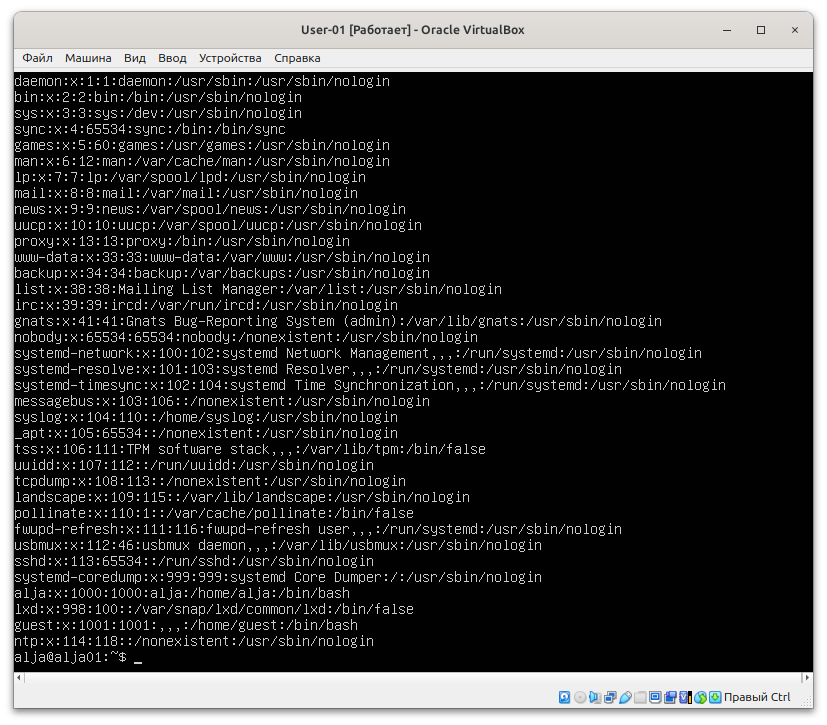 User-01 [Работает] - Oracle VirtualBox
Файл Машина Вид Ввод Устройства Справка
daemon:x:1:1:daemon:/usr/sbin:/usr/sbin/nologin
bin:x:2:2:bin:/bin:/usr/sbin/nologin
sys:x:3:3:sys:/dev:/usr/sbin/nologin
sync:x:4:65534:sync:/bin:/bin/sync
games:x:5:60:games:/usr/games:/usr/sbin/nologin
man:x:6:12:man:/var/cache/man:/usr/sbin/nologin
lp:x:7:7:lp:/var/spool/lpd:/usr/sbin/nologin
mail:x:8:8:mail:/var/mail:/usr/sbin/nologin
news:x:9:9:news:/var/spool/news:/usr/sbin/nologin
uucp:x:10:10:uucp:/var/spool/uucp:/usr/sbin/nologin
proxy:x:13:13:proxy:/bin:/usr/sbin/nologin
www-data:x:33:33:www-data:/var/www:/usr/sbin/nologin
backup:x:34:34:backup:/var/backups:/usr/sbin/nologin
list:x:38:38:Mailing List Manager:/var/list:/usr/sbin/nologin
irc:x:39:39:ircd:/var/run/ircd:/usr/sbin/nologin
gnats:x:41:41:Gnats Bug-Reporting System (admin):/var/lib/gnats:/usr/sbin/nologin
nobody:x:65534:65534:nobody:/nonexistent:/usr/sbin/nologin
systemd-network:x:100:102:systemd Network Management,,,:/run/systemd:/usr/sbin/nologin
systemd-resolve:x:101:103:systemd Resolver,,,:/run/systemd:/usr/sbin/nologin
systemd-timesync:x:102:104:systemd Time Synchronization,,,:/run/systemd:/usr/sbin/nologin
messagebus:x:103:106::/nonexistent:/usr/sbin/nologin
syslog:x:104:110::/home/syslog:/usr/sbin/nologin
_apt:x:105:65534::/nonexistent:/usr/sbin/nologin
tss:x:106:111:TPM software stack,,,:/var/lib/tpm:/bin/false
uuidd:x:107:112::/run/uuidd:/usr/sbin/nologin
tcpdump:x:108:113::/nonexistent:/usr/sbin/nologin
landscape:x:109:115::/var/lib/landscape:/usr/sbin/nologin
pollinate:x:110:1::/var/cache/pollinate:/bin/false
fwupd-refresh:x:111:116:fwupd-refresh user,,,:/run/systemd:/usr/sbin/nologin
usbmux:x:112:46:usbmux daemon,,,:/var/lib/usbmux:/usr/sbin/nologin
sshd:x:113:65534::/run/sshd:/usr/sbin/nologin
systemd-coredump:x:999:999:systemd Core Dumper:/:/usr/sbin/nologin
alja:x:1000:1000:alja:/home/alja:/bin/bash
lxd:x:998:100::/var/snap/lxd/common/lxd:/bin/false
guest:x:1001:1001:,,,:/home/guest:/bin/bash
ntp:x:114:118::/nonexistent:/usr/sbin/nologin
alja@alja01:~$ _
Правый Ctrl